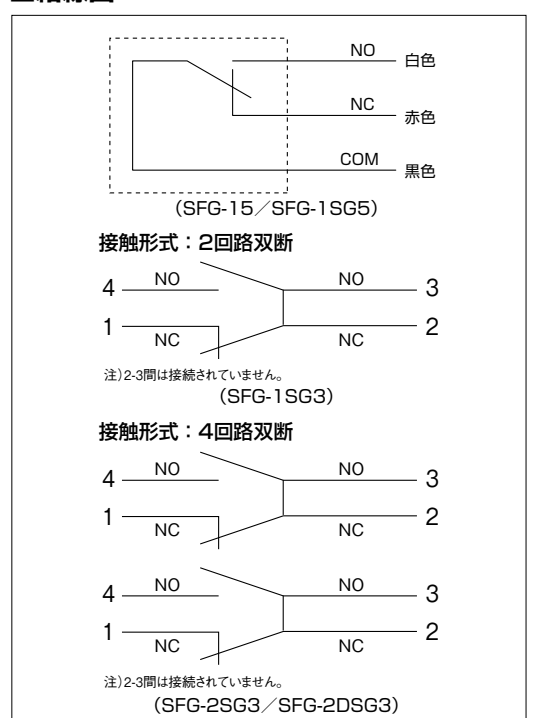 NO 白色
NC 赤色
COM 黒色
(SFG-15/SFG-1SG5)
接触形式：2回路双断
4 NO NO 3
1 NC NC 2
注)2-3間は接続されていません。
(SFG-1SG3)
接触形式：4回路双断
4 NO NO 3
1 NC NC 2
4 NO NO 3
1 NC NC 2
注)2-3間は接続されていません。
(SFG-2SG3/SFG-2DSG3)